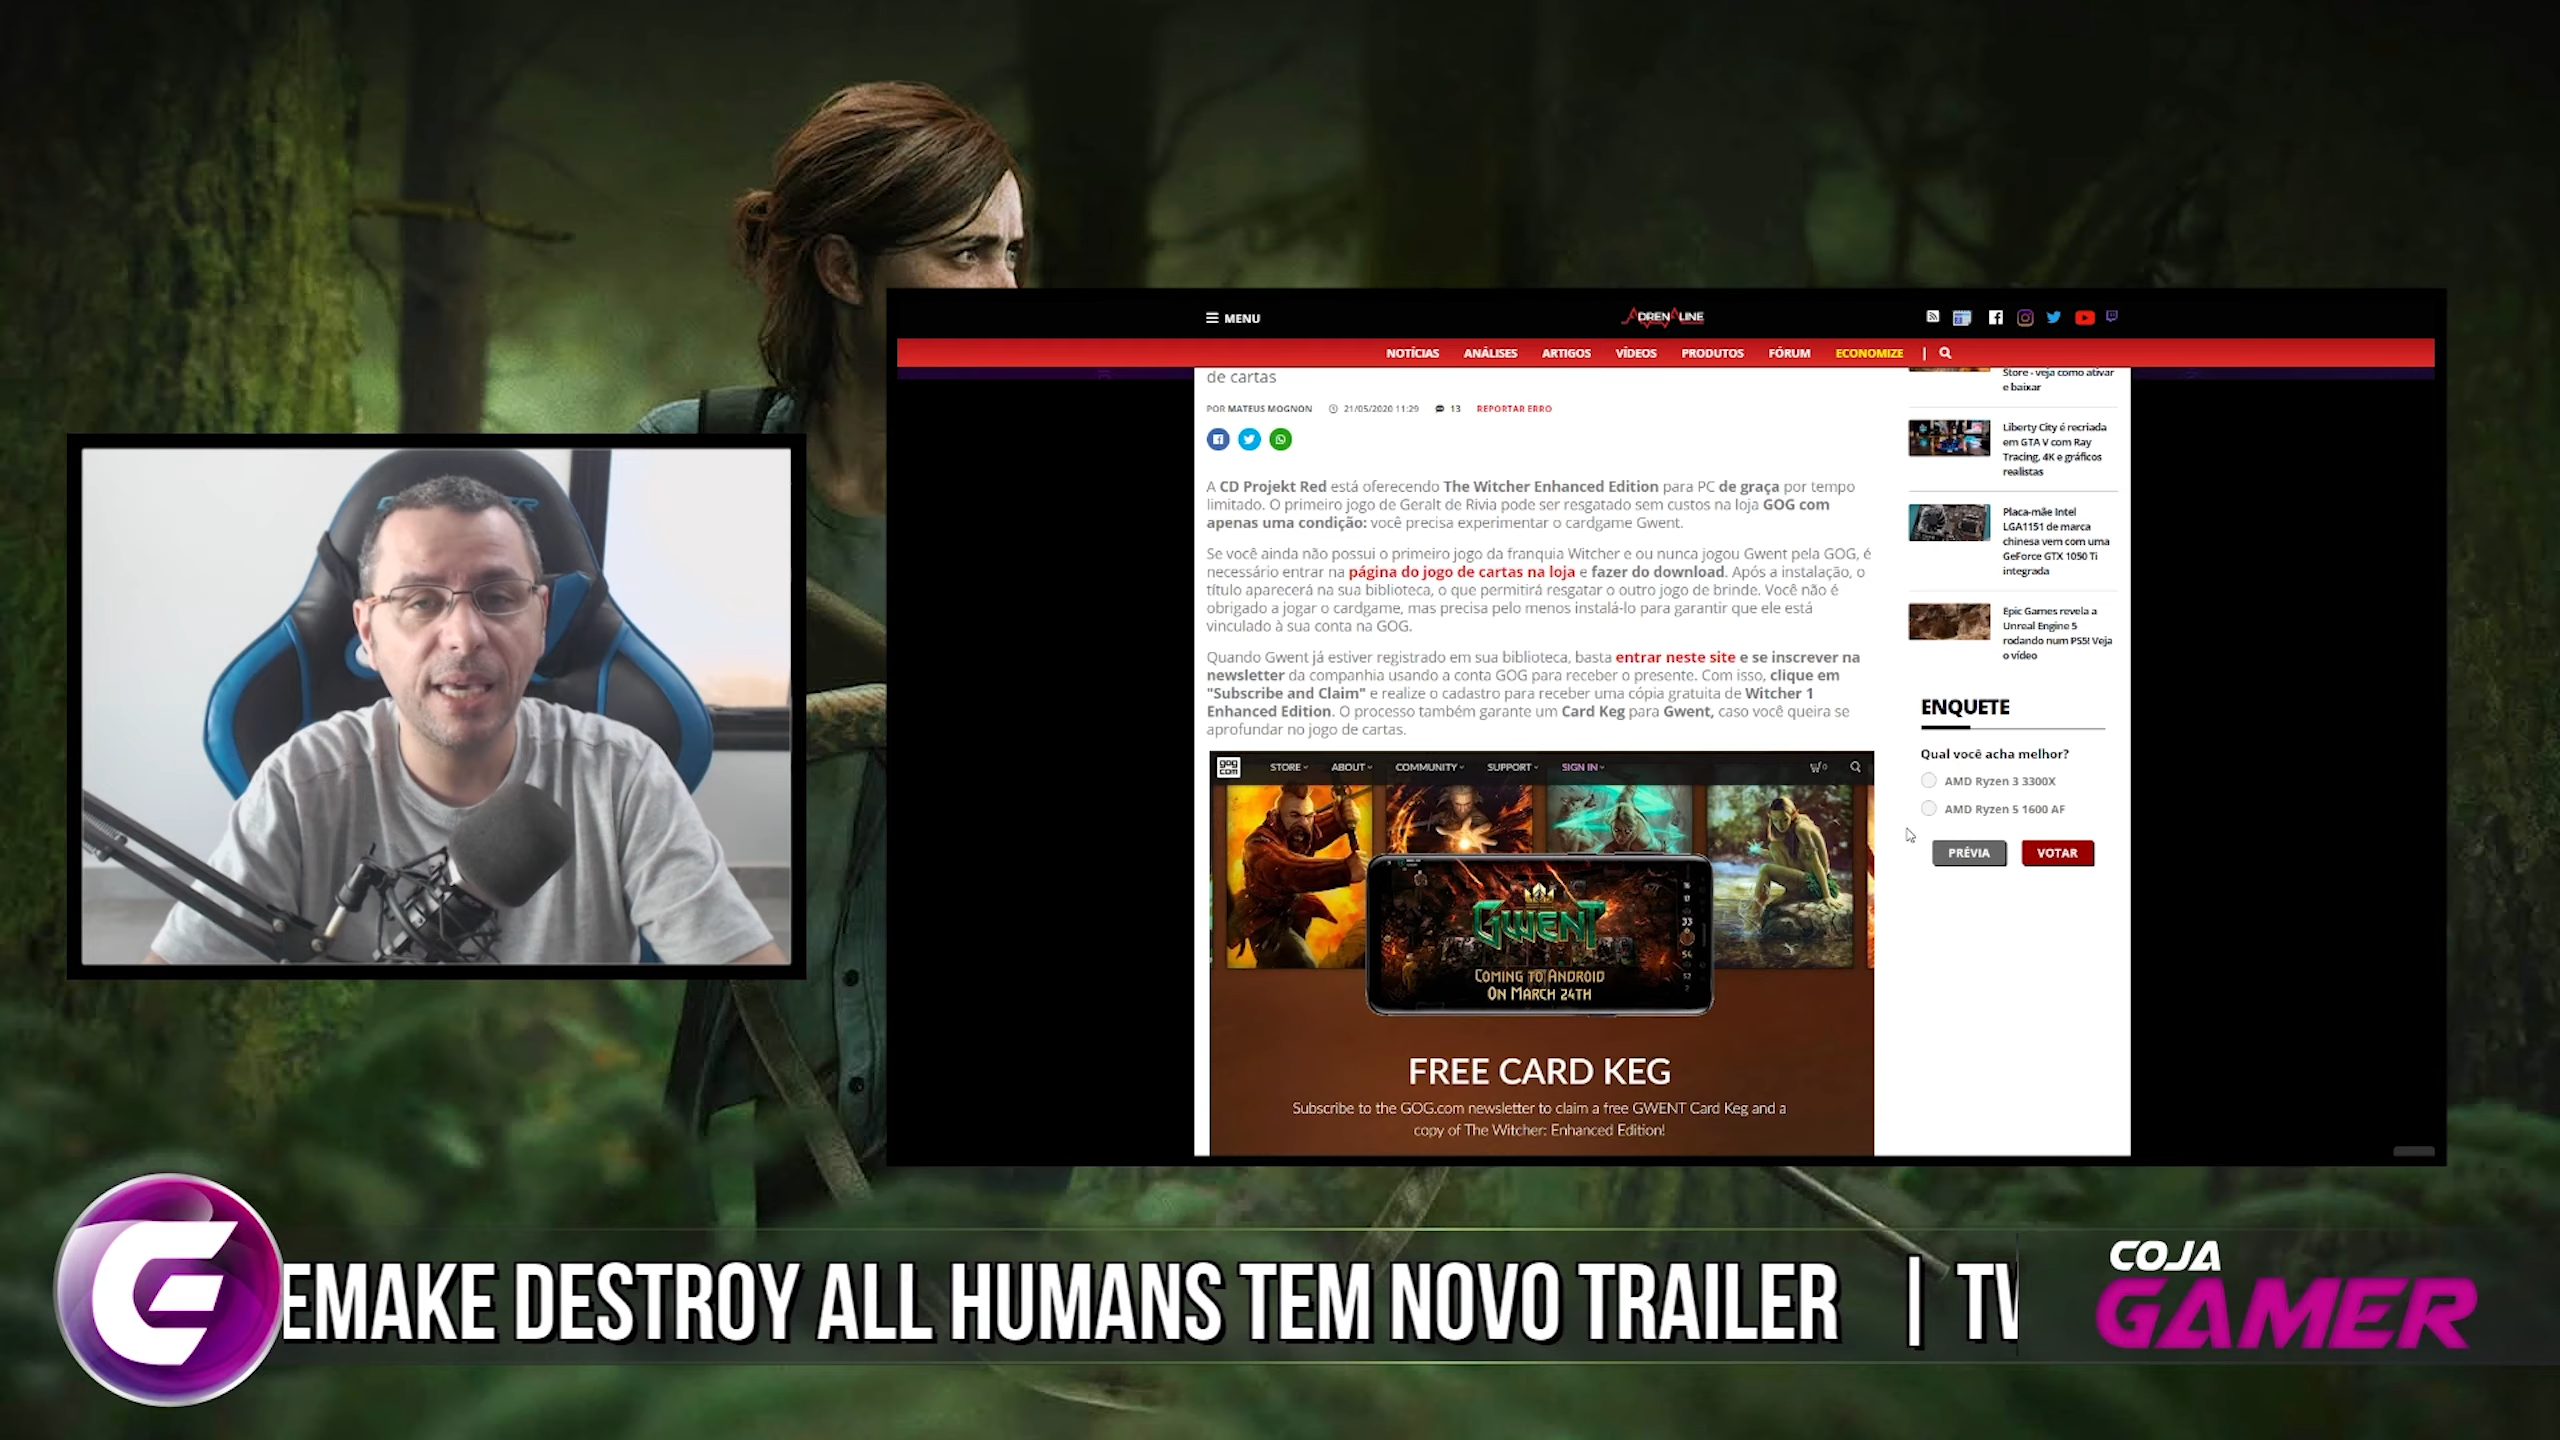 MENU
ADRENALINE
NOTÍCIAS ANÁLISES ARTIGOS VÍDEOS PRODUTOS FÓRUM ECONOMIZE |
de cartas
POR MATEUS MOGNON 21/05/2020 11:29 13 REPORTAR ERRO
A CD Projekt Red está oferecendo The Witcher Enhanced Edition para PC de graça por tempo
limitado. O primeiro jogo de Geralt de Rivia pode ser resgatado sem custos na loja GOG com
apenas uma condição: você precisa experimentar o cardgame Gwent.
Se você ainda não possui o primeiro jogo da franquia Witcher e ou nunca jogou Gwent pela GOG, é
necessário entrar na página do jogo de cartas na loja e fazer do download. Após a instalação, o
título aparecerá na sua biblioteca, o que permitirá resgatar o outro jogo de brinde. Você não é
obrigado a jogar o cardgame, mas precisa pelo menos instalá-lo para garantir que ele está
vinculado à sua conta na GOG.
Quando Gwent já estiver registrado em sua biblioteca, basta entrar neste site e se inscrever na
newsletter da companhia usando a conta GOG para receber o presente. Com isso, clique em
"Subscribe and Claim" e realize o cadastro para receber uma cópia gratuita de Witcher 1
Enhanced Edition. O processo também garante um Card Keg para Gwent, caso você queira se
aprofundar no jogo de cartas.
gog
com
STORE ABOUT COMMUNITY SUPPORT SIGN IN 0
GWENT
COMING TO ANDROID
ON MARCH 24TH
FREE CARD KEG
Subscribe to the GOG.com newsletter to claim a free GWENT Card Keg and a
copy of The Witcher: Enhanced Edition!
Store - veja como ativar
e baixar
Liberty City é recriada
em GTA V com Ray
Tracing, 4K e gráficos
realistas
Placa-mãe Intel
LGA1151 de marca
chinesa vem com uma
GeForce GTX 1050 Ti
integrada
Epic Games revela a
Unreal Engine 5
rodando num PS5! Veja
o vídeo
ENQUETE
Qual você acha melhor?
AMD Ryzen 3 3300X
AMD Ryzen 5 1600 AF
PRÉVIA VOTAR
EMAKE DESTROY ALL HUMANS TEM NOVO TRAILER | TV
COJA
GAMER